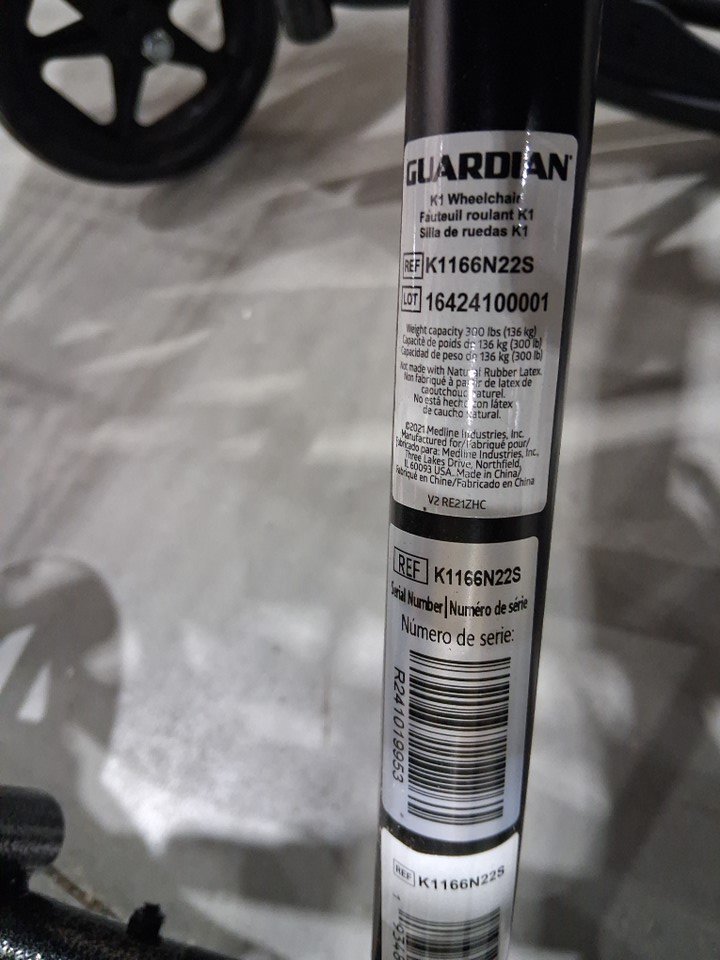 GUARDIAN
K1 Wheelchair
Fauteuil roulant K1
Silla de ruedas K1
REF K1166N22S
LOT 16424100001
Weight capacity 300 lbs (136 kg)
Capacité de poids de 136 kg (300 lb)
Capacidad de peso de 136 kg (300 lb)
Not made with Natural Rubber Latex.
Non fabriqué à partir de latex de
caoutchouc naturel.
No está hecho con látex
de caucho natural.
©2021 Medline Industries, Inc.
Manufactured for/Fabriqué pour/
Fabricado para: Medline Industries, Inc.,
Three Lakes Drive, Northfield,
IL 60093 USA. Made in China/
Fabriqué en Chine/Fabricado en China
V2 RE21ZHC
REF K1166N22S
Serial Number|Numéro de série
Número de serie:
R241019953
REF K1166N22S